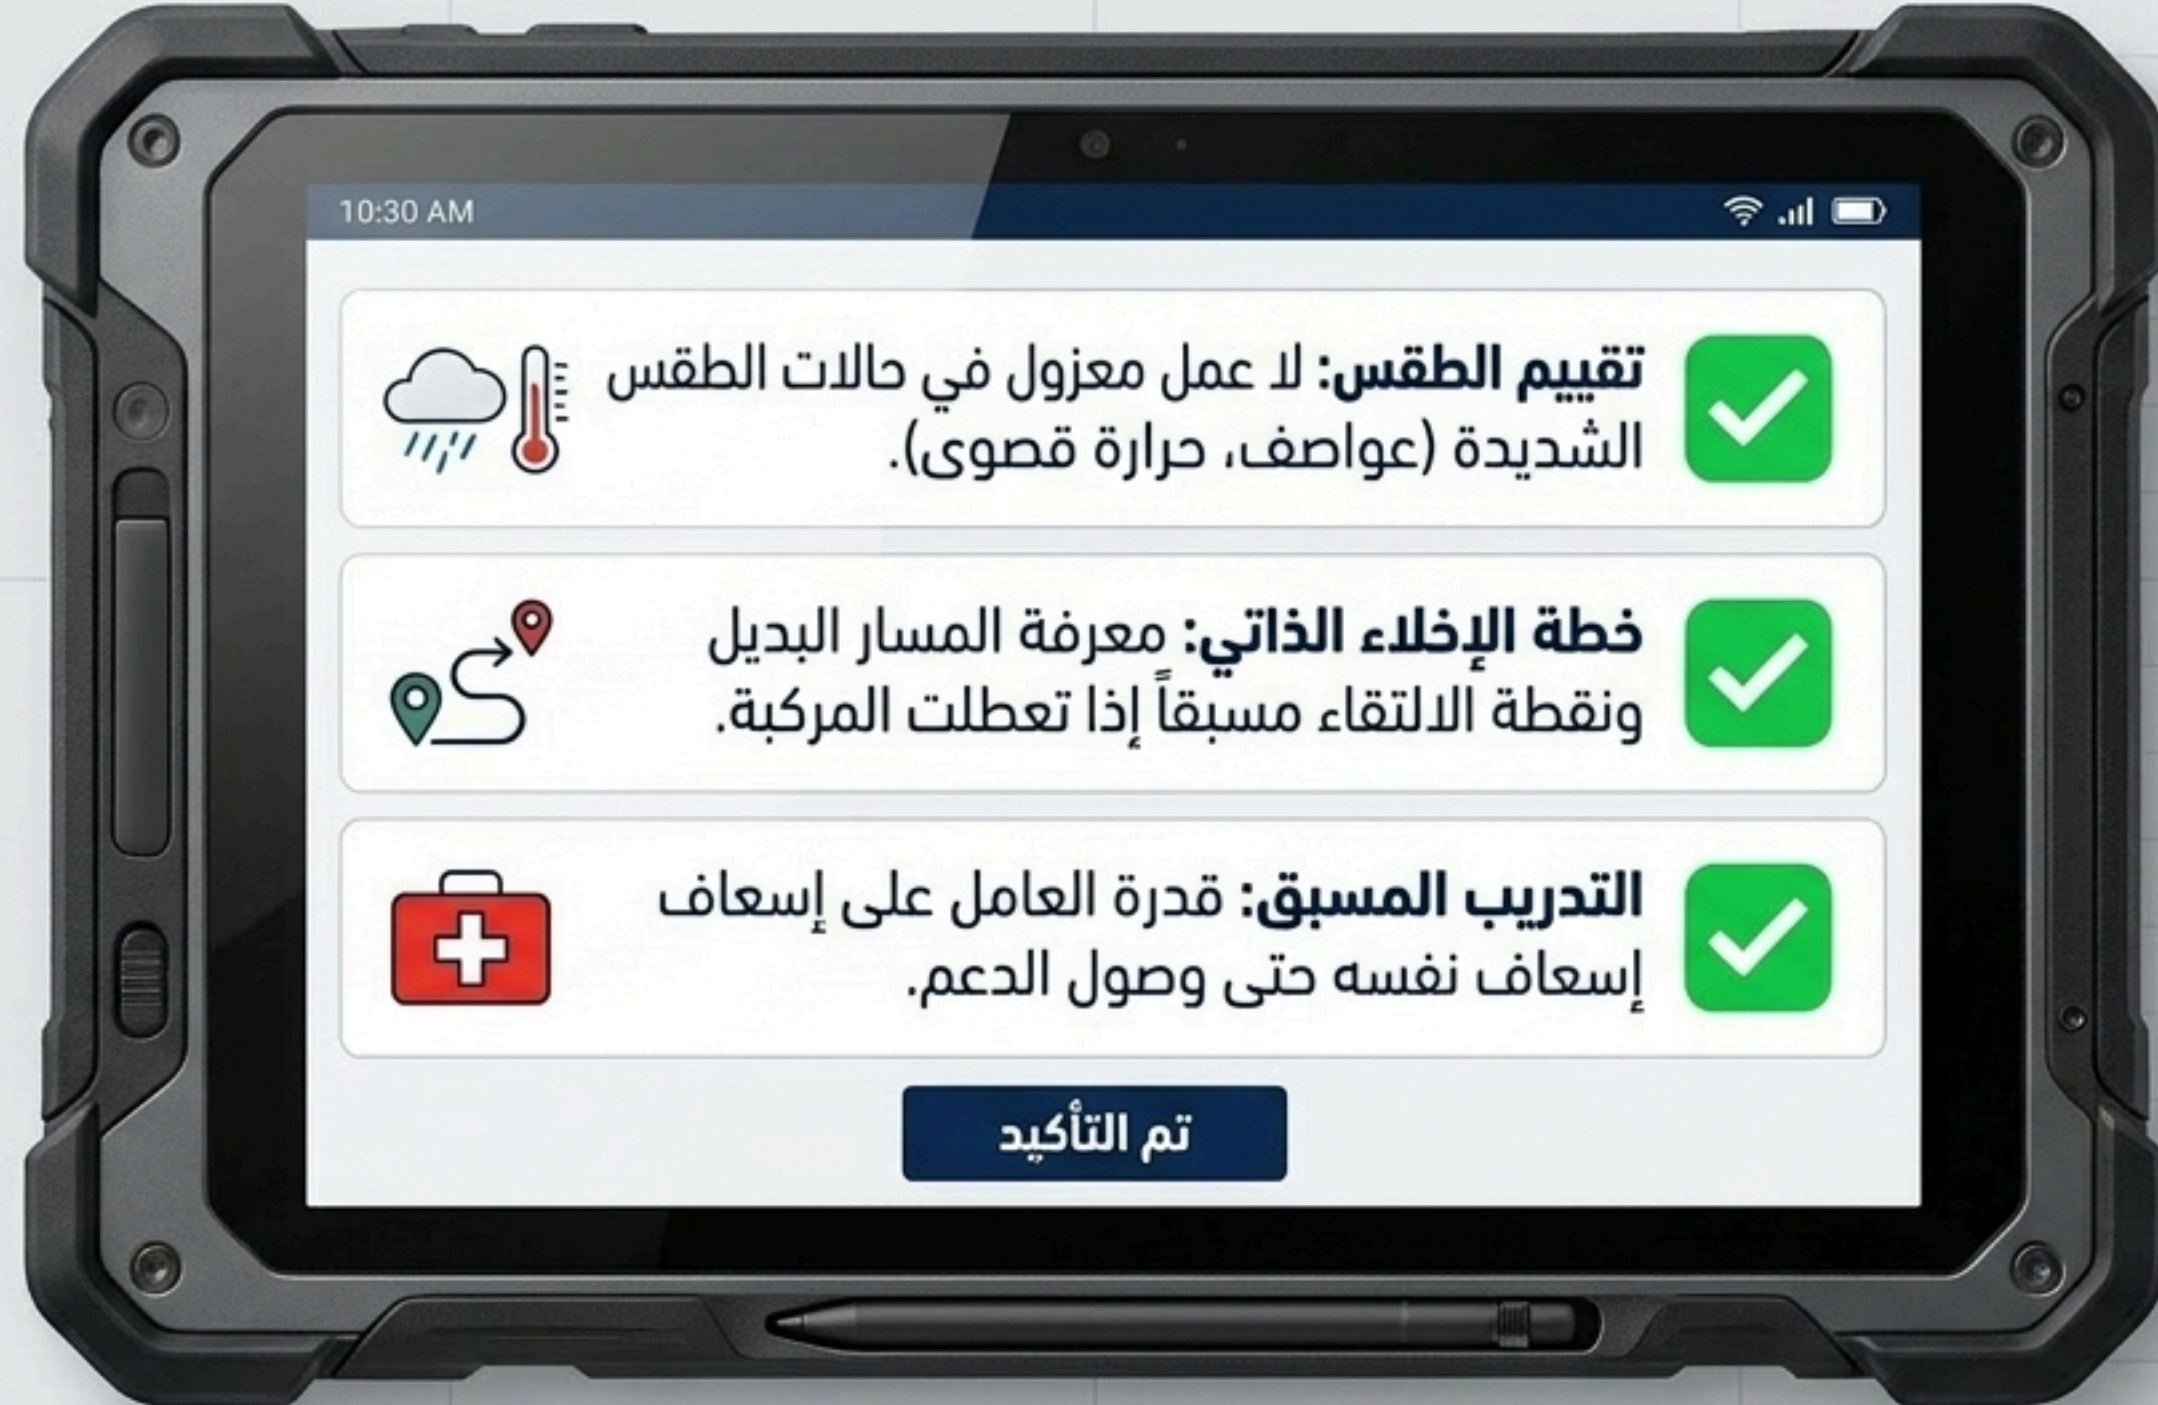 10:30 AM
تقييم الطقس: لا عمل معزول في حالات الطقس
الشديدة (عواصف، حرارة قصوى).
خطة الإخلاء الذاتي: معرفة المسار البديل
ونقطة الالتقاء مسبقاً إذا تعطلت المركبة.
التدريب المسبق: قدرة العامل على إسعاف
إسعاف نفسه حتى وصول الدعم.
تم التأكيد